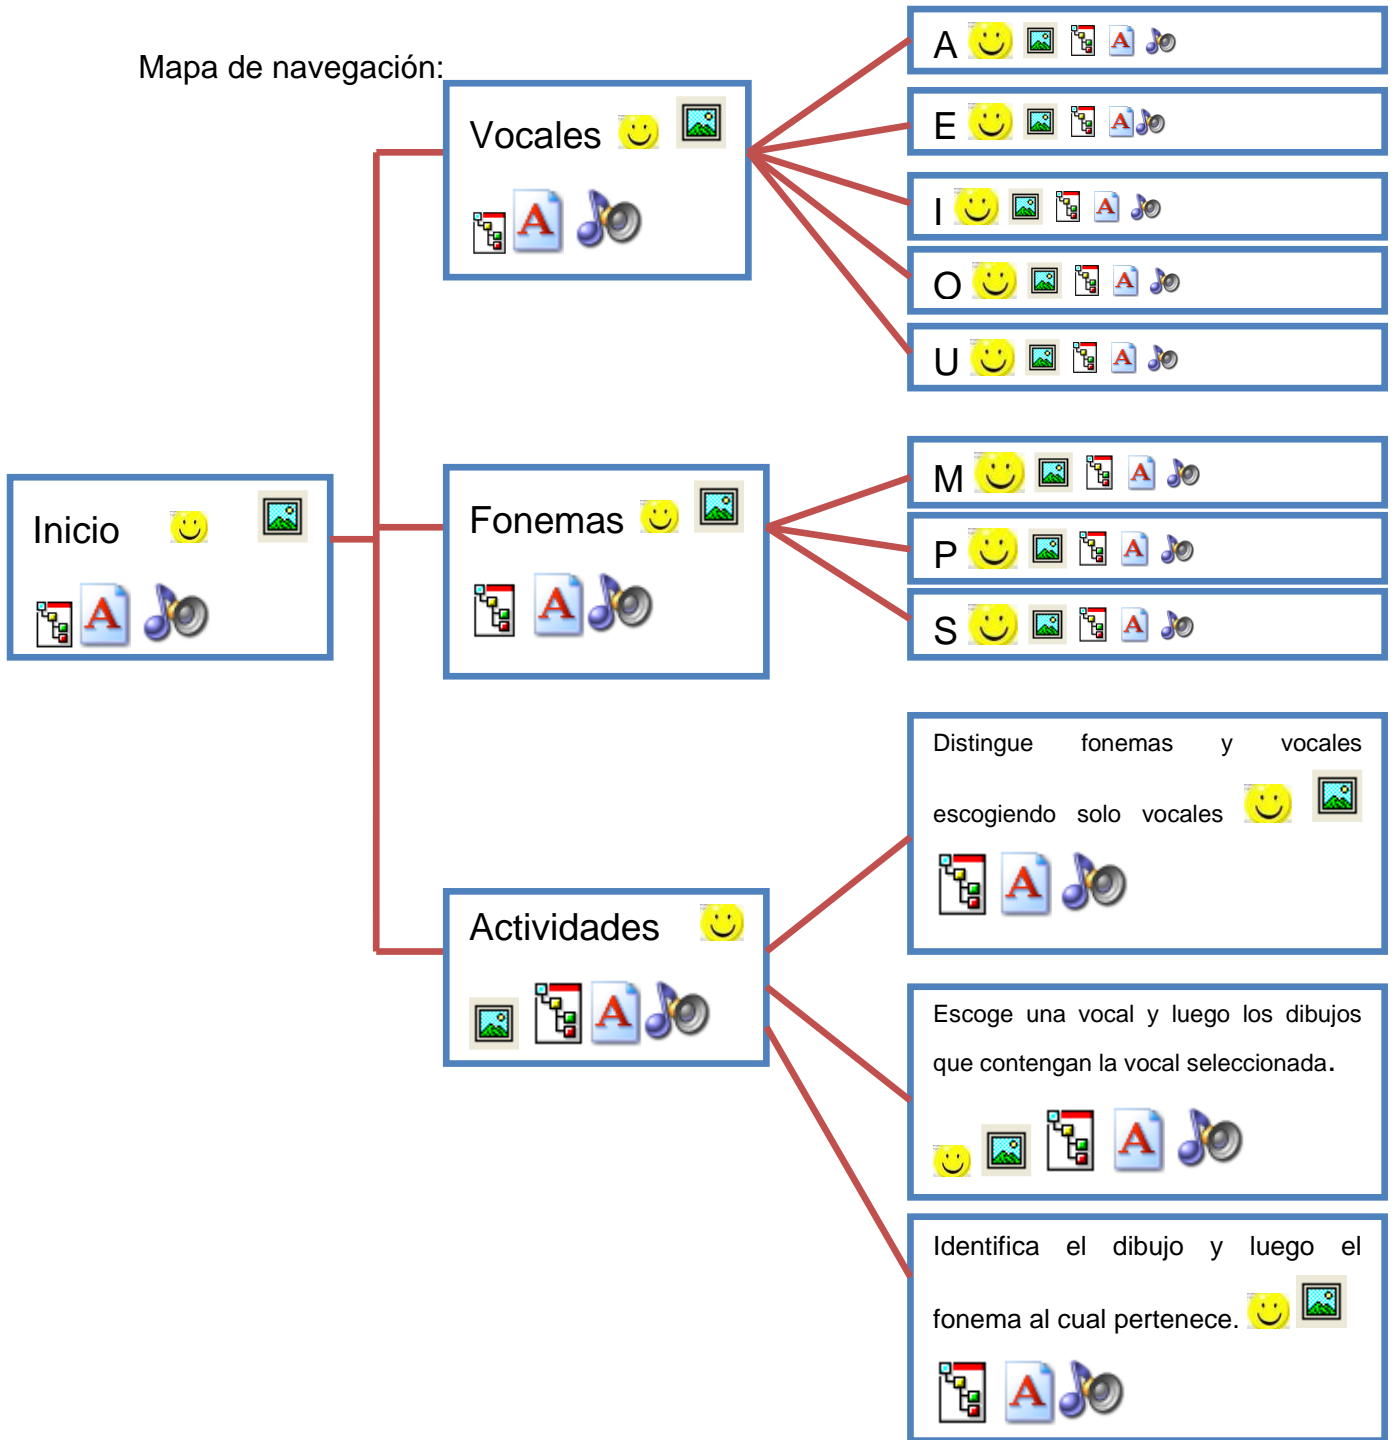 Mapa de navegación:
Vocales
A
E
I
O
U
Inicio
Fonemas
M
P
S
Actividades
Distingue fonemas y vocales
escogiendo solo vocales
Escoge una vocal y luego los dibujos
que contengan la vocal seleccionada.
Identifica el dibujo y luego el
fonema al cual pertenece.